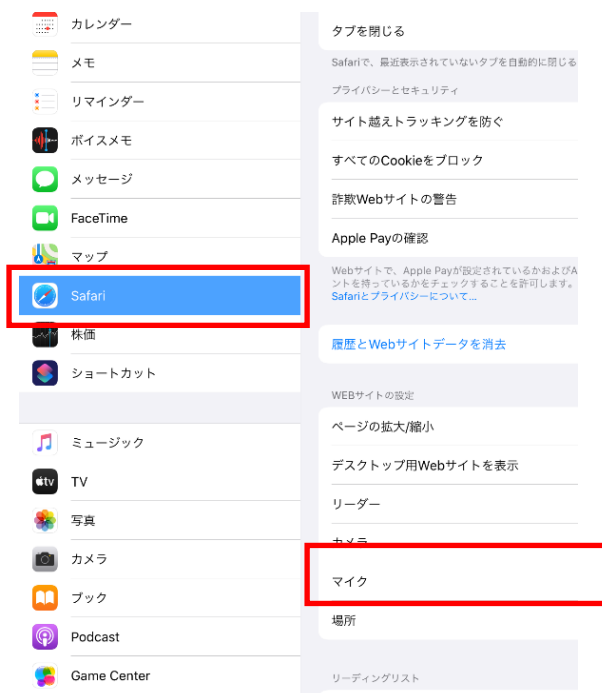 カレンダー
メモ
リマインダー
ボイスメモ
メッセージ
FaceTime
マップ
Safari
株価
ショートカット
ミュージック
tv
TV
写真
カメラ
ブック
Podcast
Game Center
タブを閉じる
Safariで、最近表示されていないタブを自動的に閉じる
プライバシーとセキュリティ
サイト越えトラッキングを防ぐ
すべてのCookieをブロック
詐欺Webサイトの警告
Apple Payの確認
Webサイトで、Apple Payが設定されているかおよびA
ントを持っているかをチェックすることを許可します。
Safariとプライバシーについて...
履歴とWebサイトデータを消去
WEBサイトの設定
ページの拡大/縮小
デスクトップ用Webサイトを表示
リーダー
カメラ
マイク
場所
リーディングリスト